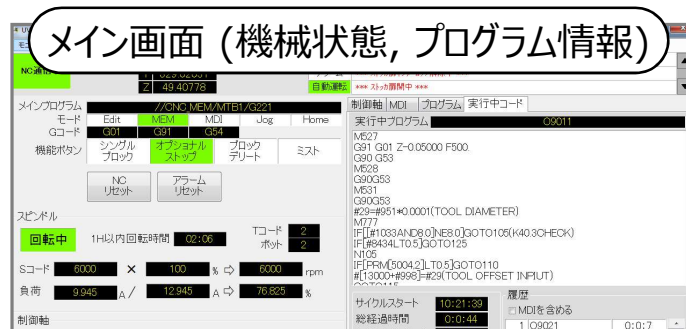 メイン画面 (機械状態, プログラム情報)
Z 49.40778
自動運転
*** ストッカ扉開中 ***
メインプログラム //CNC_MEM/MTB1/G221
モード Edit MEM MDI Jog Home
Gコード G01 G91 G54
機能ボタン シングルブロック オプショナルストップ ブロックデリート ミスト
NCリセット アラームリセット
スピンドル
回転中 1H以内回転時間 02:06
Tコード 2
ポット 2
Sコード 6000 × 100 % ⇨ 6000 rpm
負荷 9.945 A / 12.945 A ⇨ 76.825 %
制御軸
制御軸 MDI プログラム 実行中コード
実行中プログラム O9011
M527
G91 G01 Z-0.05000 F500.
G90 G53
M528
G90G53
M531
G90G53
#29=#951*0.0001(TOOL DIAMETER)
M777
IF[[#1033AND8.0]NE8.0]GOTO105(K40.3CHECK)
IF[#8434LT0.5]GOTO125
N105
IF[PRM[5004.2]LT0.5]GOTO110
#[13000+#998]=#29(TOOL OFFSET INPIUT)
サイクルスタート 10:21:39
総経過時間 0:0:44
履歴
MDIを含める
1 O9021 0:0:7